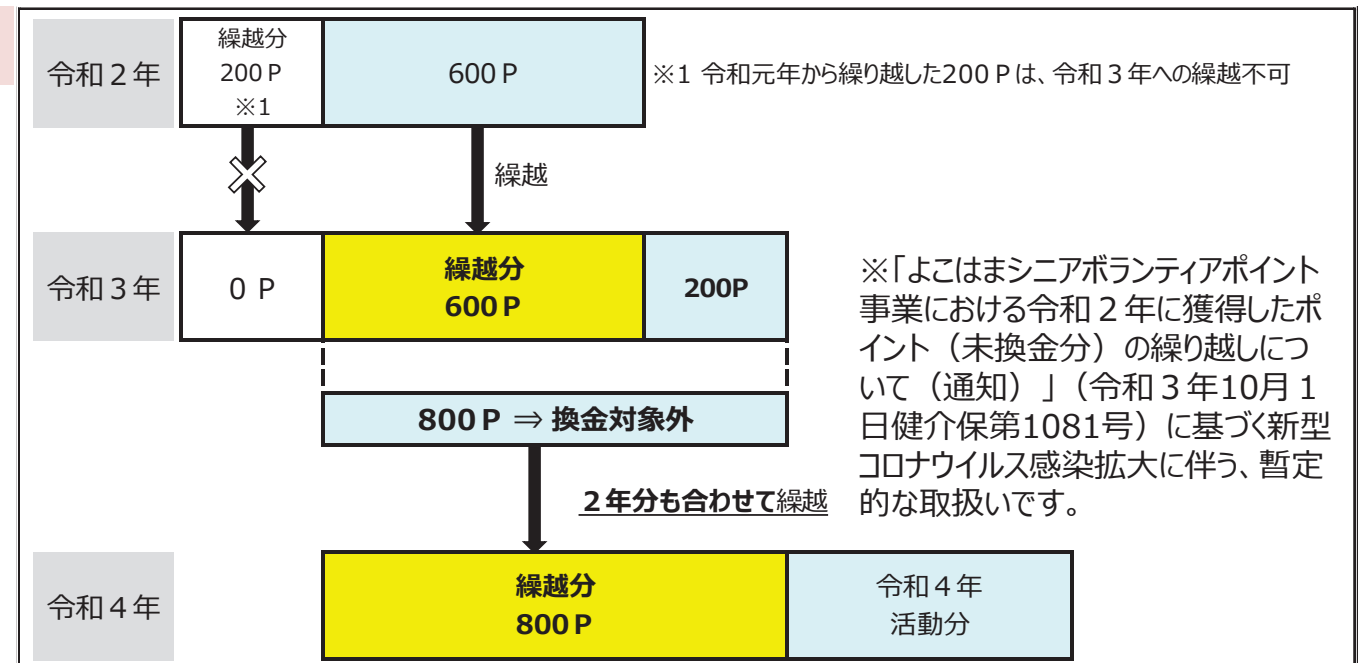 令和２年
繰越分
200Ｐ
※1
600Ｐ
※1 令和元年から繰り越した200Ｐは、令和３年への繰越不可
繰越
令和３年
０Ｐ
繰越分
600Ｐ
200P
※「よこはまシニアボランティアポイント
事業における令和２年に獲得したポ
イント（未換金分）の繰り越しにつ
いて（通知）」（令和３年10月１
日健介保第1081号）に基づく新型
コロナウイルス感染拡大に伴う、暫定
的な取扱いです。
800Ｐ ⇒ 換金対象外
２年分も合わせて繰越
令和４年
繰越分
800Ｐ
令和４年
活動分